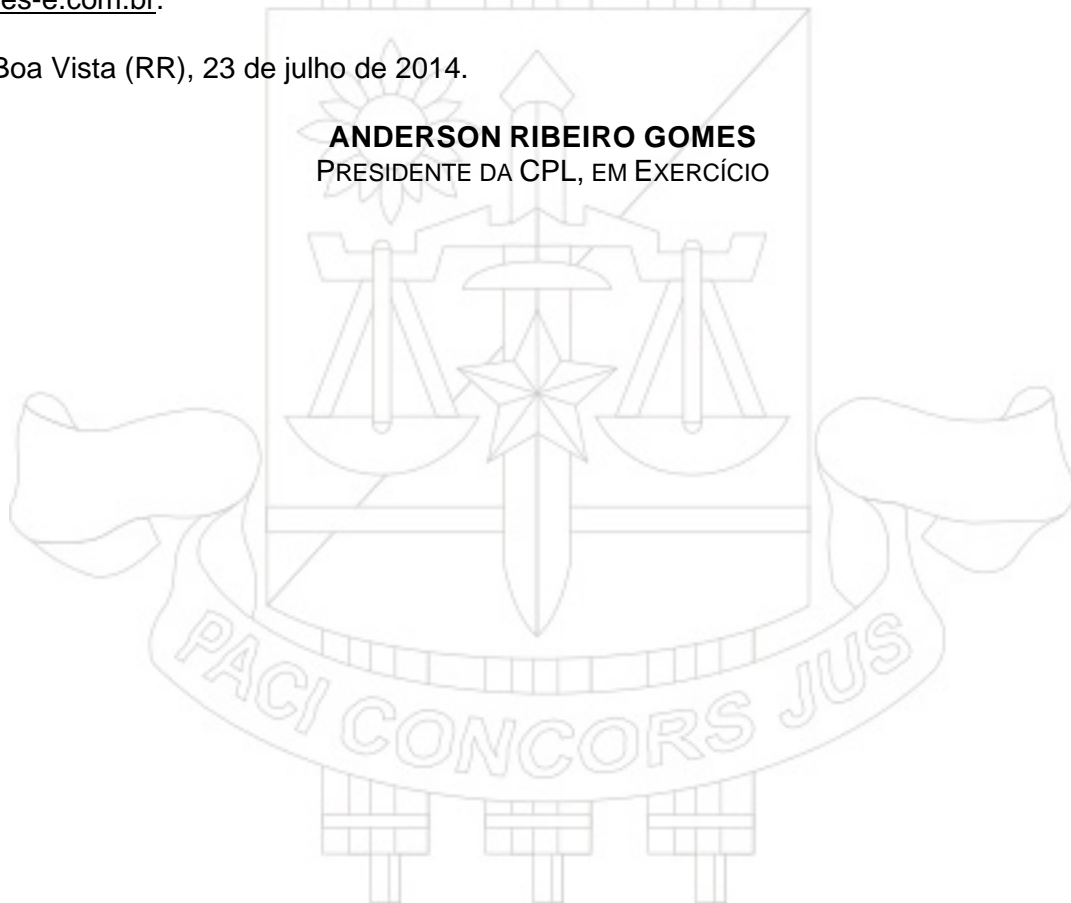 es-e.com.br.
Boa Vista (RR), 23 de julho de 2014.
ANDERSON RIBEIRO GOMES
PRESIDENTE DA CPL, EM EXERCÍCIO
PACI CONCORS JUS